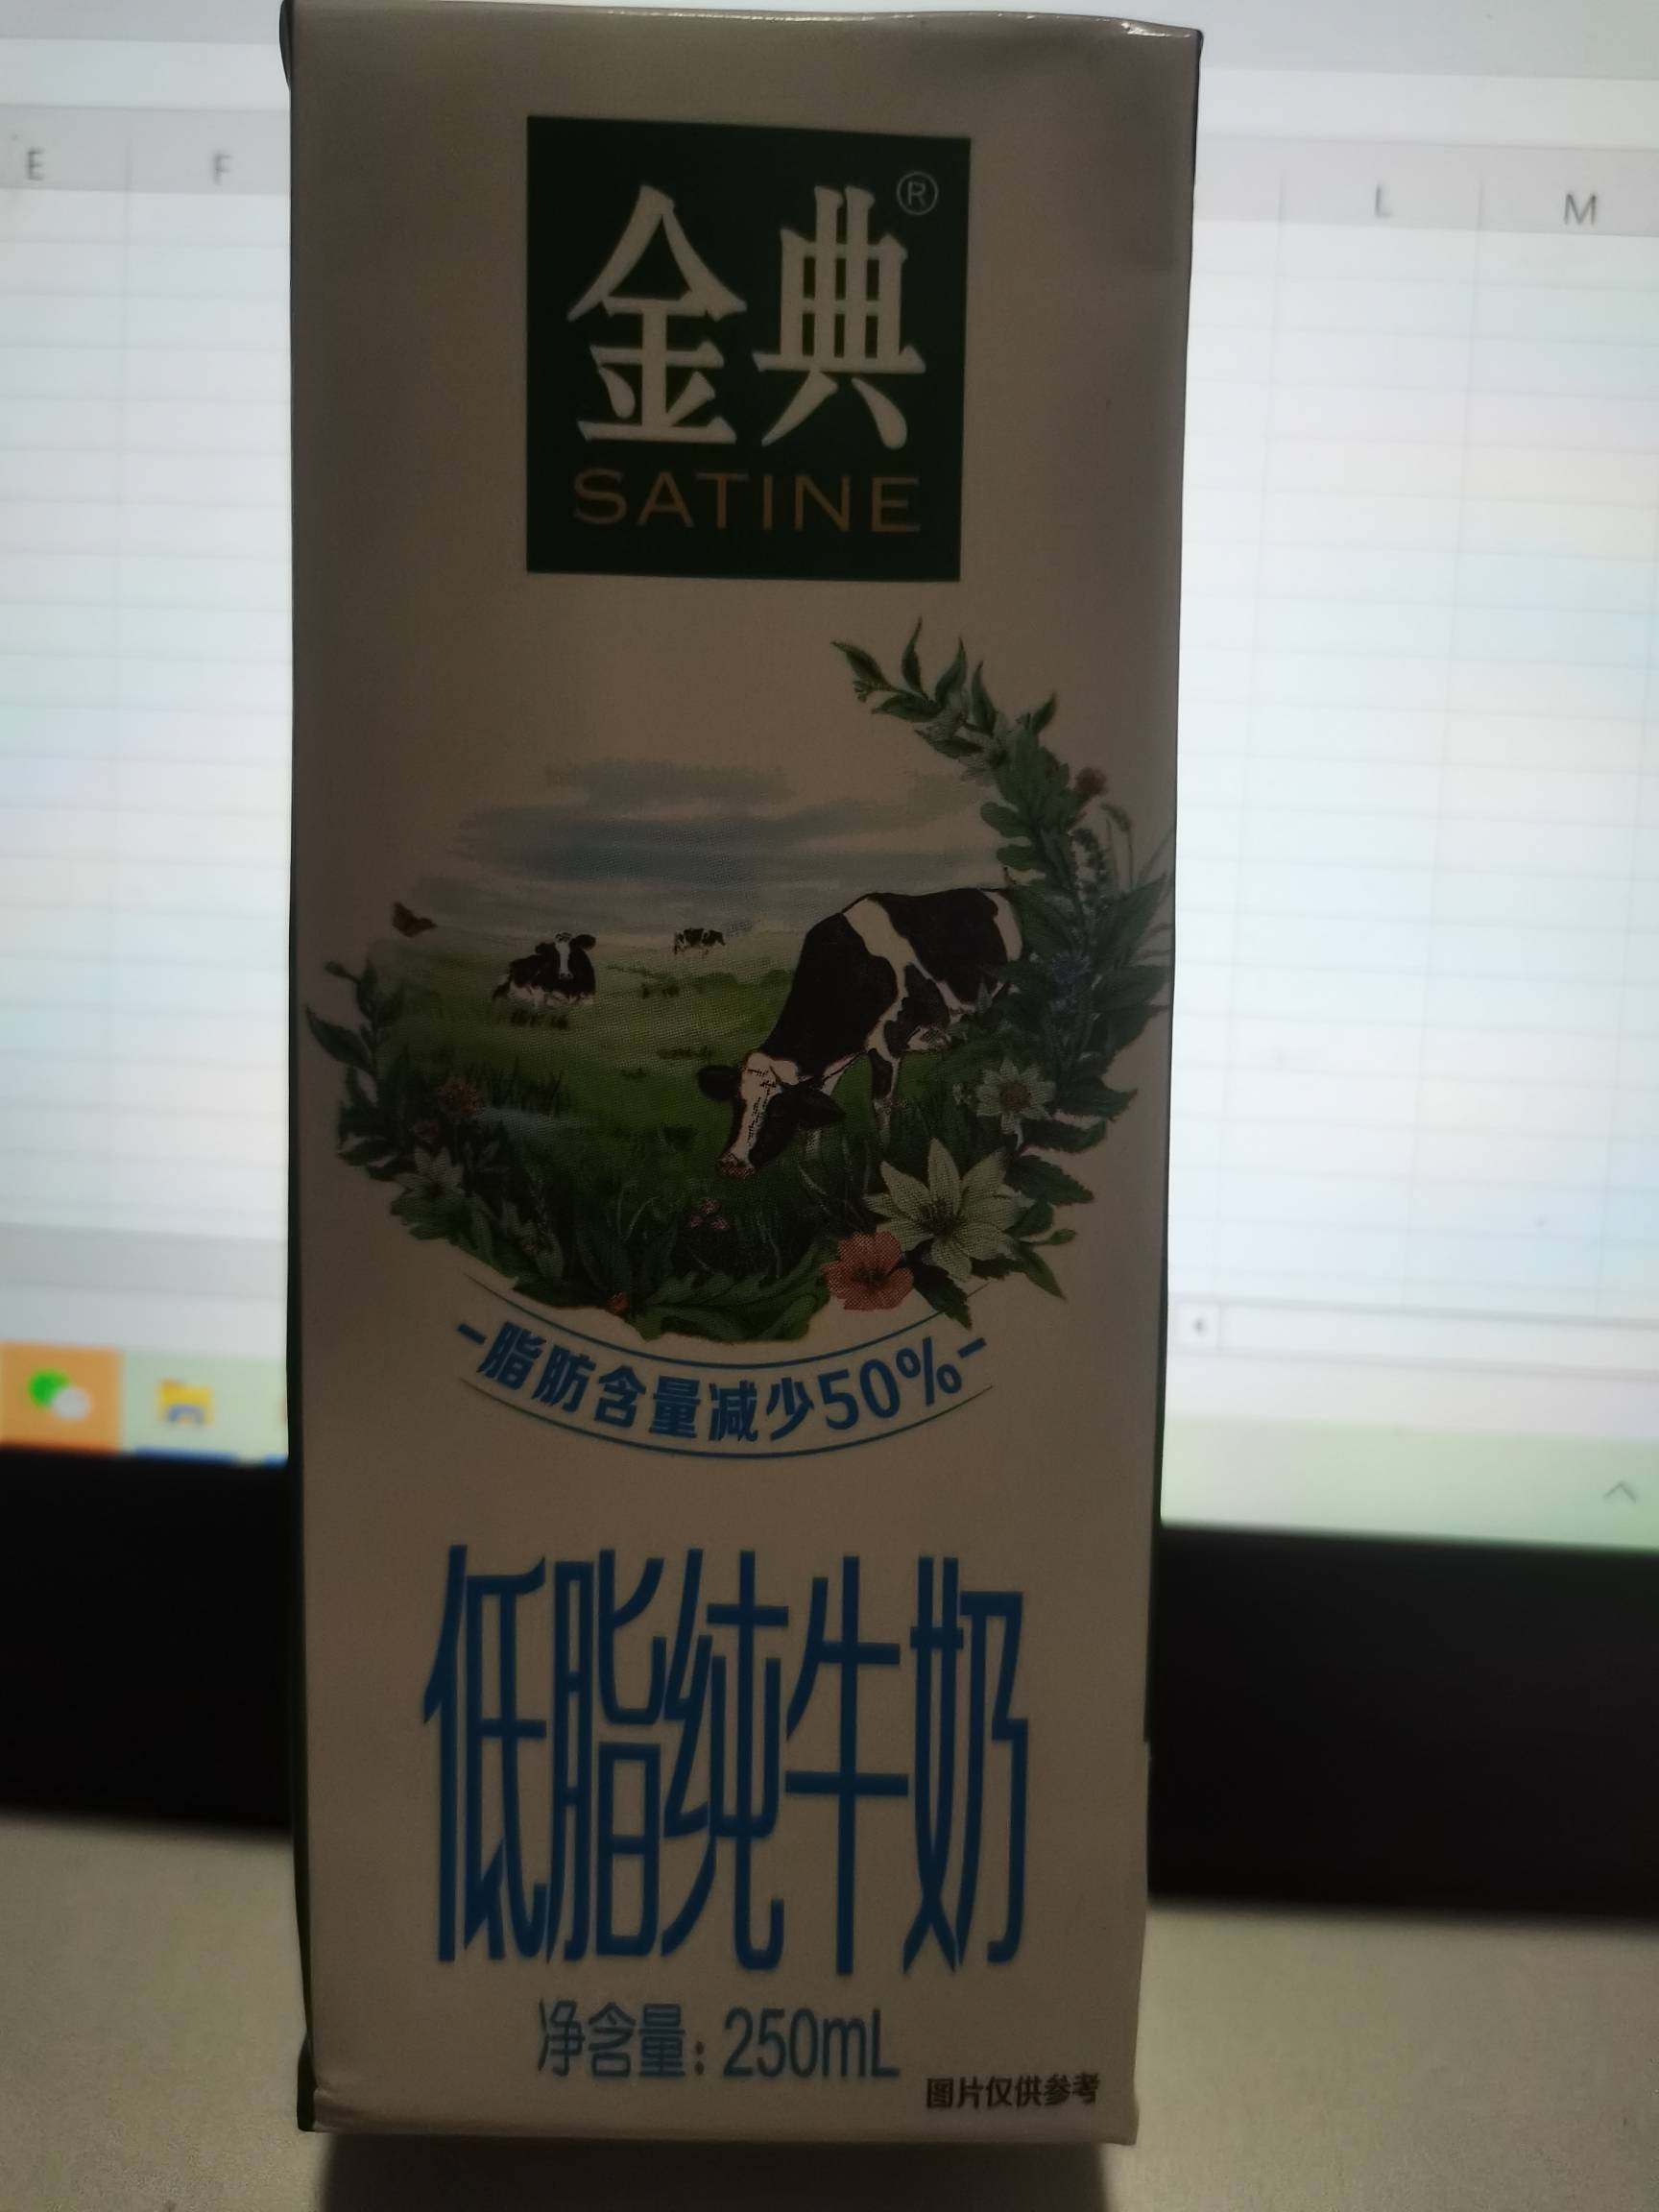 E F L M
金典®
SATINE
-脂肪含量减少50%-
低脂纯牛奶
净含量：250mL
图片仅供参考